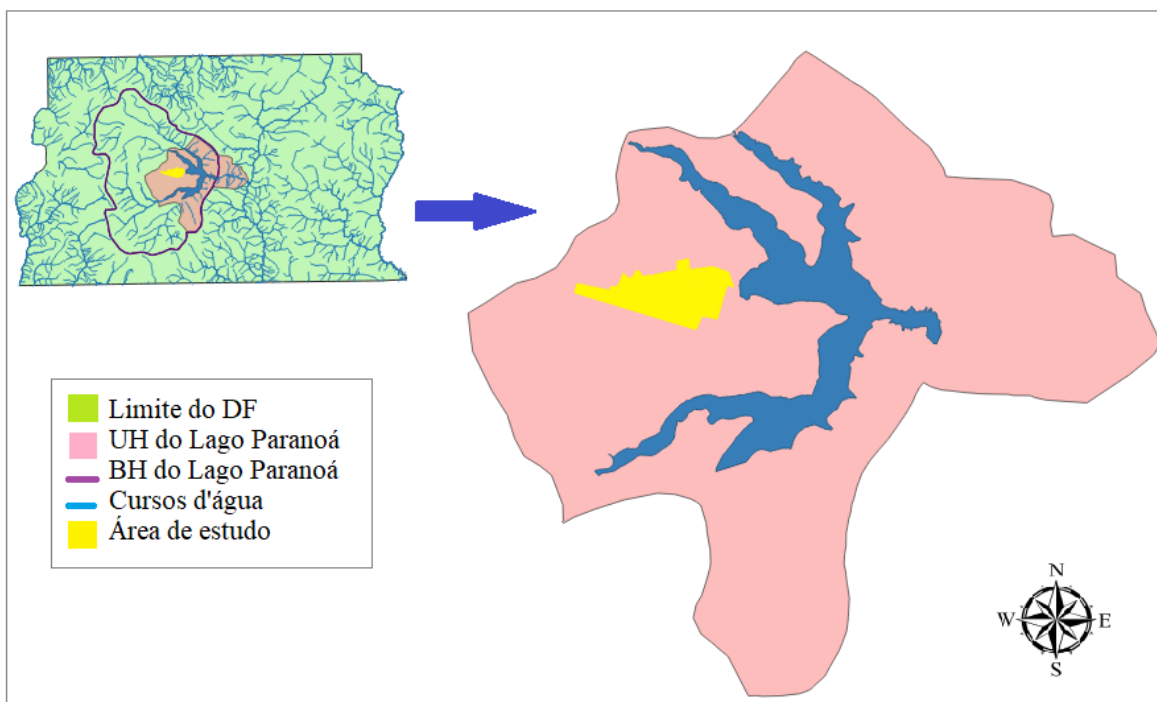 Limite do DF
UH do Lago Paranoá
BH do Lago Paranoá
Cursos d'água
Área de estudo
N
W E
S